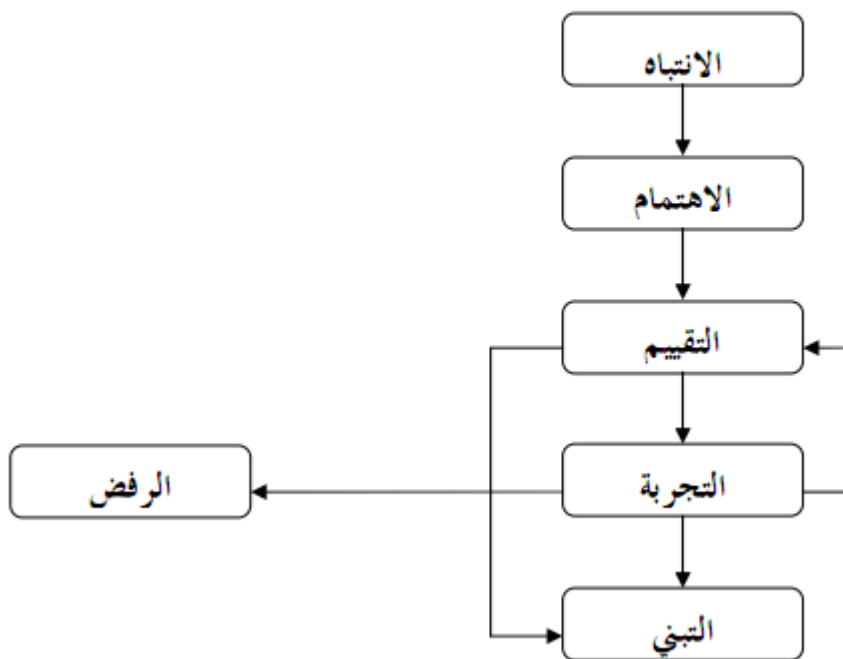 الانتباه
الاهتمام
التقييم
التجربة
الرفض
التبني